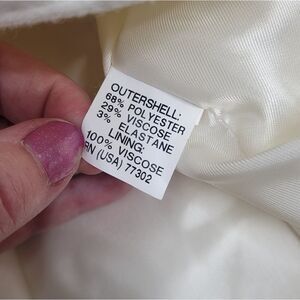 OUTERSHELL:
68% POLYESTER
29% VISCOSE
3% ELASTANE
LINING:
100% VISCOSE
RN (USA) 77302